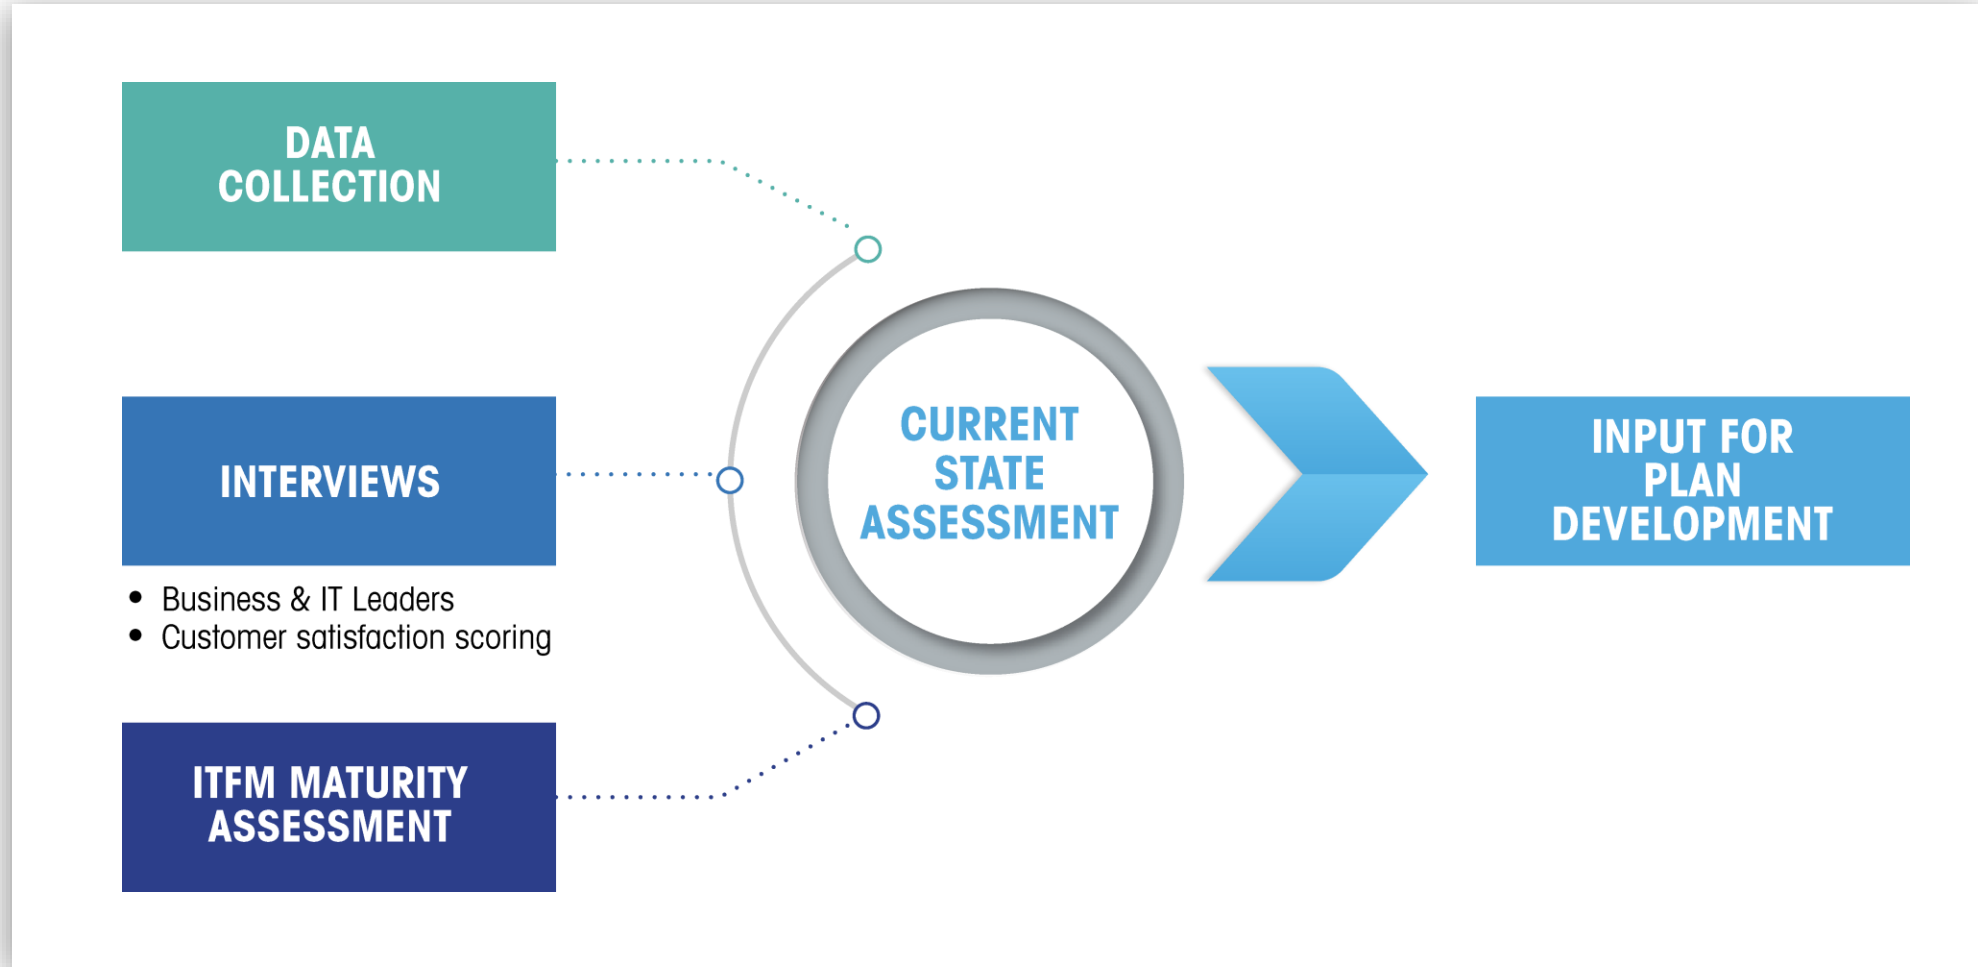 DATA
COLLECTION
INTERVIEWS
• Business & IT Leaders
• Customer satisfaction scoring
ITFM MATURITY
ASSESSMENT
CURRENT
STATE
ASSESSMENT
INPUT FOR
PLAN
DEVELOPMENT